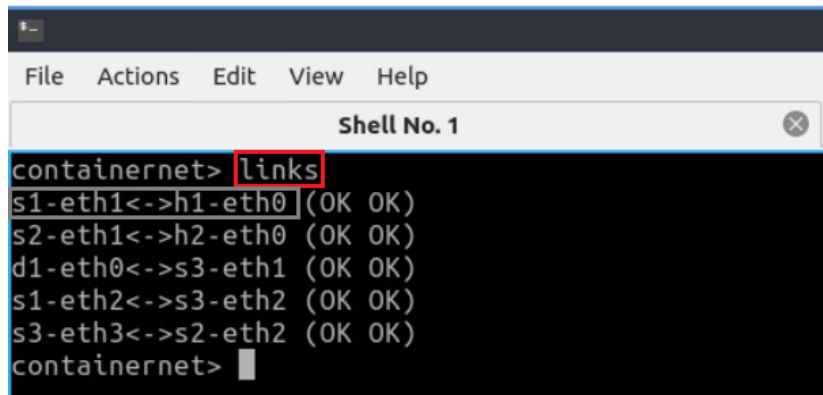 File Actions Edit View Help
Shell No. 1
containernet> links
s1-eth1<->h1-eth0 (OK OK)
s2-eth1<->h2-eth0 (OK OK)
d1-eth0<->s3-eth1 (OK OK)
s1-eth2<->s3-eth2 (OK OK)
s3-eth3<->s2-eth2 (OK OK)
containernet>